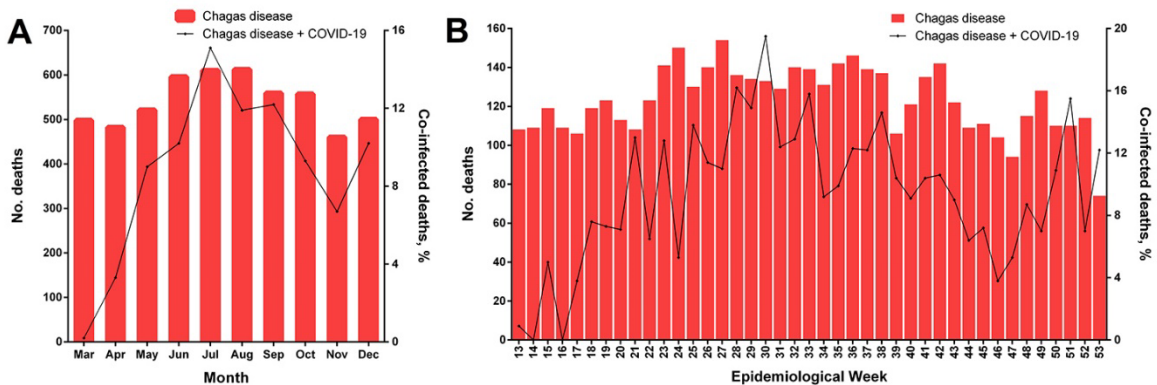 A
Chagas disease
Chagas disease + COVID-19
No. deaths
700
600
500
400
300
200
100
0
16
12
8
4
0
Co-infected deaths, %
Mar Apr May Jun Jul Aug Sep Oct Nov Dec
Month
B
Chagas disease
Chagas disease + COVID-19
No. deaths
160
140
120
100
80
60
40
20
0
20
16
12
8
4
0
Co-infected deaths, %
13 14 15 16 17 18 19 20 21 22 23 24 25 26 27 28 29 30 31 32 33 34 35 36 37 38 39 40 41 42 43 44 45 46 47 48 49 50 51 52 53
Epidemiological Week